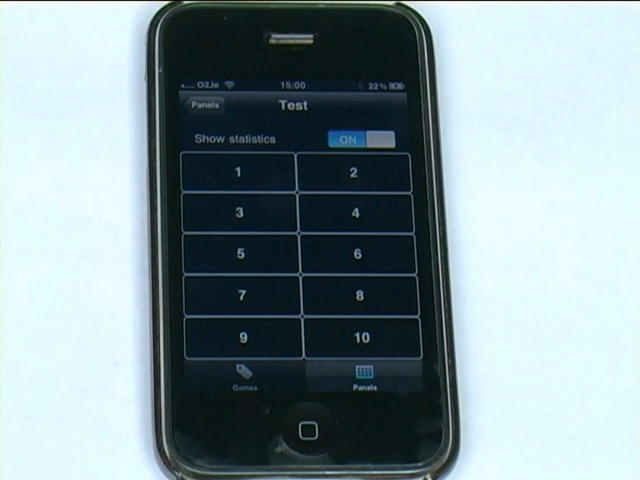 O2.ie 15:00 22%
Panels Test
Show statistics ON
1 2
3 4
5 6
7 8
9 10
Games Panels